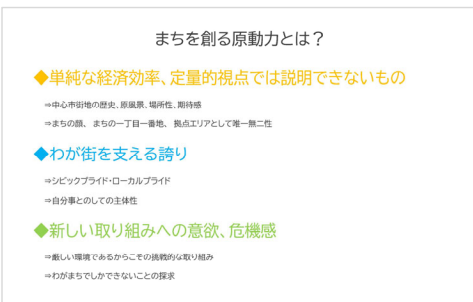 まちを創る原動力とは？
◆単純な経済効率、定量的視点では説明できないもの
⇒中心市街地の歴史、原風景、場所性、期待感
⇒まちの顔、 まちの一丁目一番地、 拠点エリアとして唯一無二性
◆わが街を支える誇り
⇒シビックプライド・ローカルプライド
⇒自分事としての主体性
◆新しい取り組みへの意欲、危機感
⇒厳しい環境であるからこその挑戦的な取り組み
⇒わがまちでしかできないことの探求